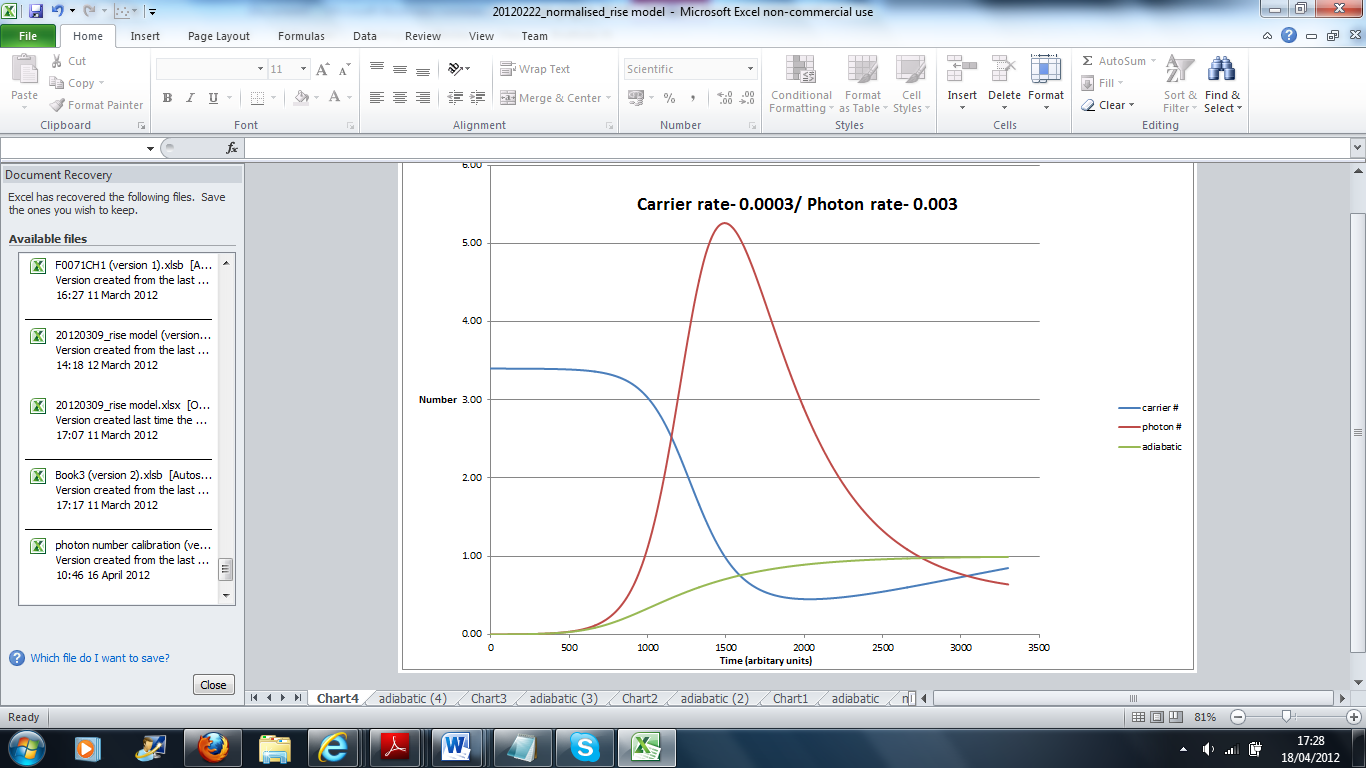 20120222_normalised_rise model - Microsoft Excel non-commercial use
File Home Insert Page Layout Formulas Data Review View Team
Paste
Cut
Copy
Format Painter
Clipboard
11
A A
B I U
A
Font
Wrap Text
Merge & Center
Alignment
Scientific
% ,
Number
Conditional Formatting
Format as Table
Cell Styles
Styles
Insert
Delete
Format
Cells
Σ AutoSum
Fill
Clear
Sort & Filter
Find & Select
Editing
fx
Document Recovery
Excel has recovered the following files. Save
the ones you wish to keep.
Available files
F0071CH1 (version 1).xlsb [A...
Version created from the last ...
16:27 11 March 2012
20120309_rise model (version...
Version created from the last ...
14:18 12 March 2012
20120309_rise model.xlsx [O...
Version created last time the ...
17:07 11 March 2012
Book3 (version 2).xlsb [Autos...
Version created from the last ...
17:17 11 March 2012
photon number calibration (ve...
Version created from the last ...
10:46 16 April 2012
Which file do I want to save?
Close
Carrier rate- 0.0003/ Photon rate- 0.003
6.00
5.00
4.00
Number 3.00
2.00
1.00
0.00
0 500 1000 1500 2000 2500 3000 3500
Time (arbitary units)
carrier #
photon #
adiabatic
Chart4 adiabatic (4) Chart3 adiabatic (3) Chart2 adiabatic (2) Chart1 adiabatic
Ready
81%
17:28
18/04/2012